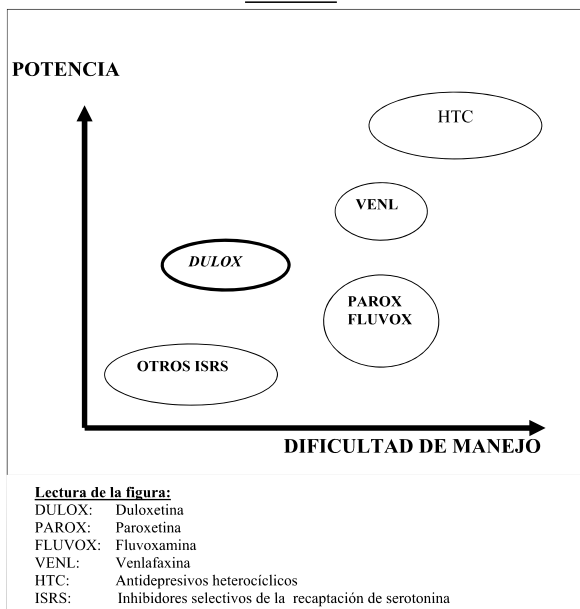 POTENCIA
HTC
VENL
DULOX
PAROX
FLUVOX
OTROS ISRS
DIFICULTAD DE MANEJO
Lectura de la figura:
DULOX: Duloxetina
PAROX: Paroxetina
FLUVOX: Fluvoxamina
VENL: Venlafaxina
HTC: Antidepresivos heterocíclicos
ISRS: Inhibidores selectivos de la recaptación de serotonina